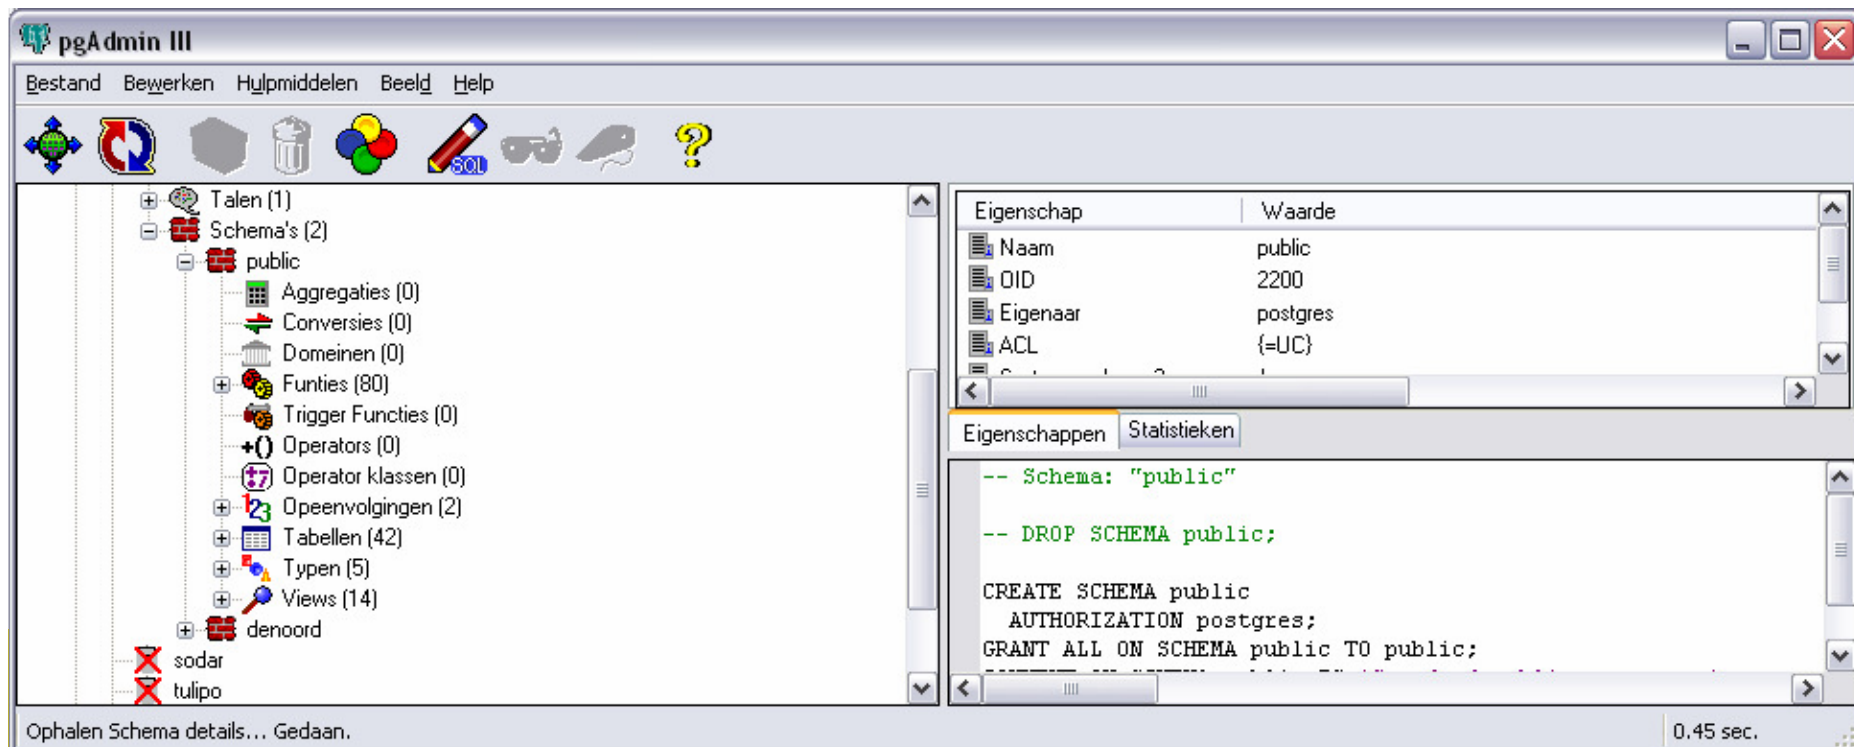 pgAdmin III
Bestand Bewerken Hulpmiddelen Beeld Help
SQL
Talen (1)
Schema's (2)
public
Aggregaties (0)
Conversies (0)
Domeinen (0)
Funties (80)
Trigger Functies (0)
Operators (0)
Operator klassen (0)
Opeenvolgingen (2)
Tabellen (42)
Typen (5)
Views (14)
denoord
sodar
tulipo
Eigenschap Waarde
Naam public
OID 2200
Eigenaar postgres
ACL {=UC}
Eigenschappen Statistieken
-- Schema: "public"
-- DROP SCHEMA public;
CREATE SCHEMA public
AUTHORIZATION postgres;
GRANT ALL ON SCHEMA public TO public;
Ophalen Schema details... Gedaan.
0.45 sec.